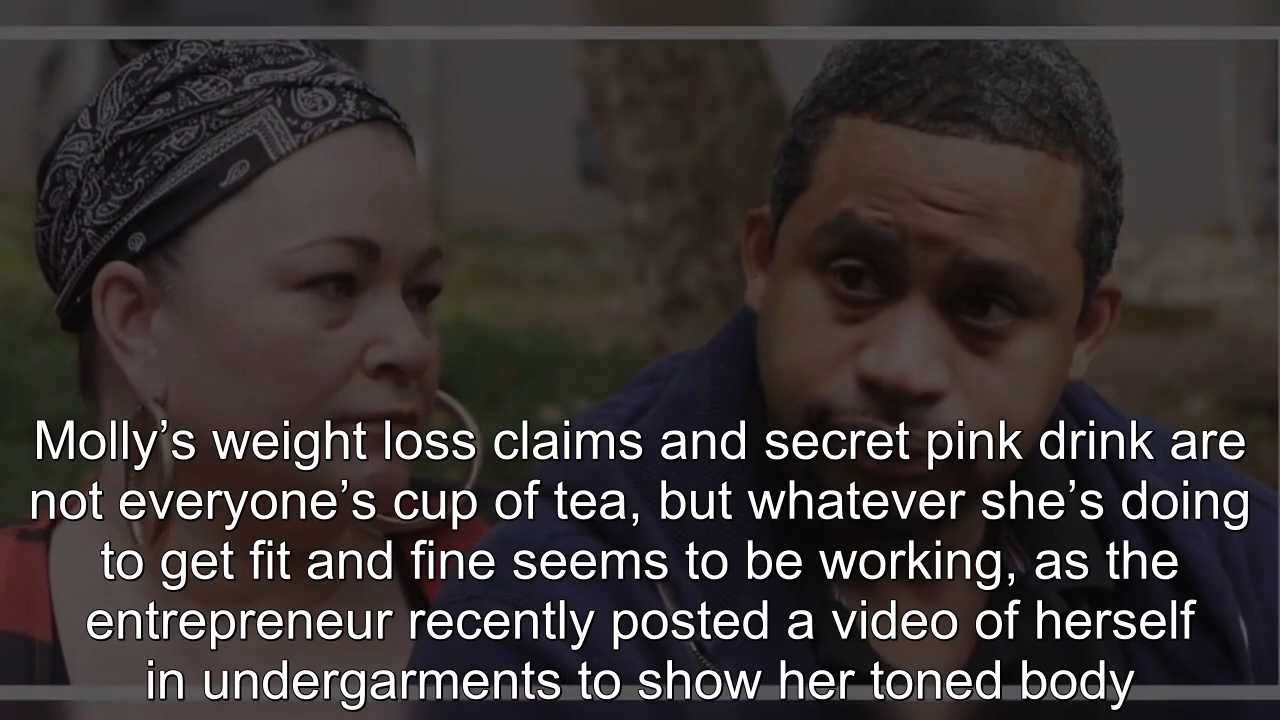 Molly’s weight loss claims and secret pink drink are
not everyone’s cup of tea, but whatever she’s doing
to get fit and fine seems to be working, as the
entrepreneur recently posted a video of herself
in undergarments to show her toned body